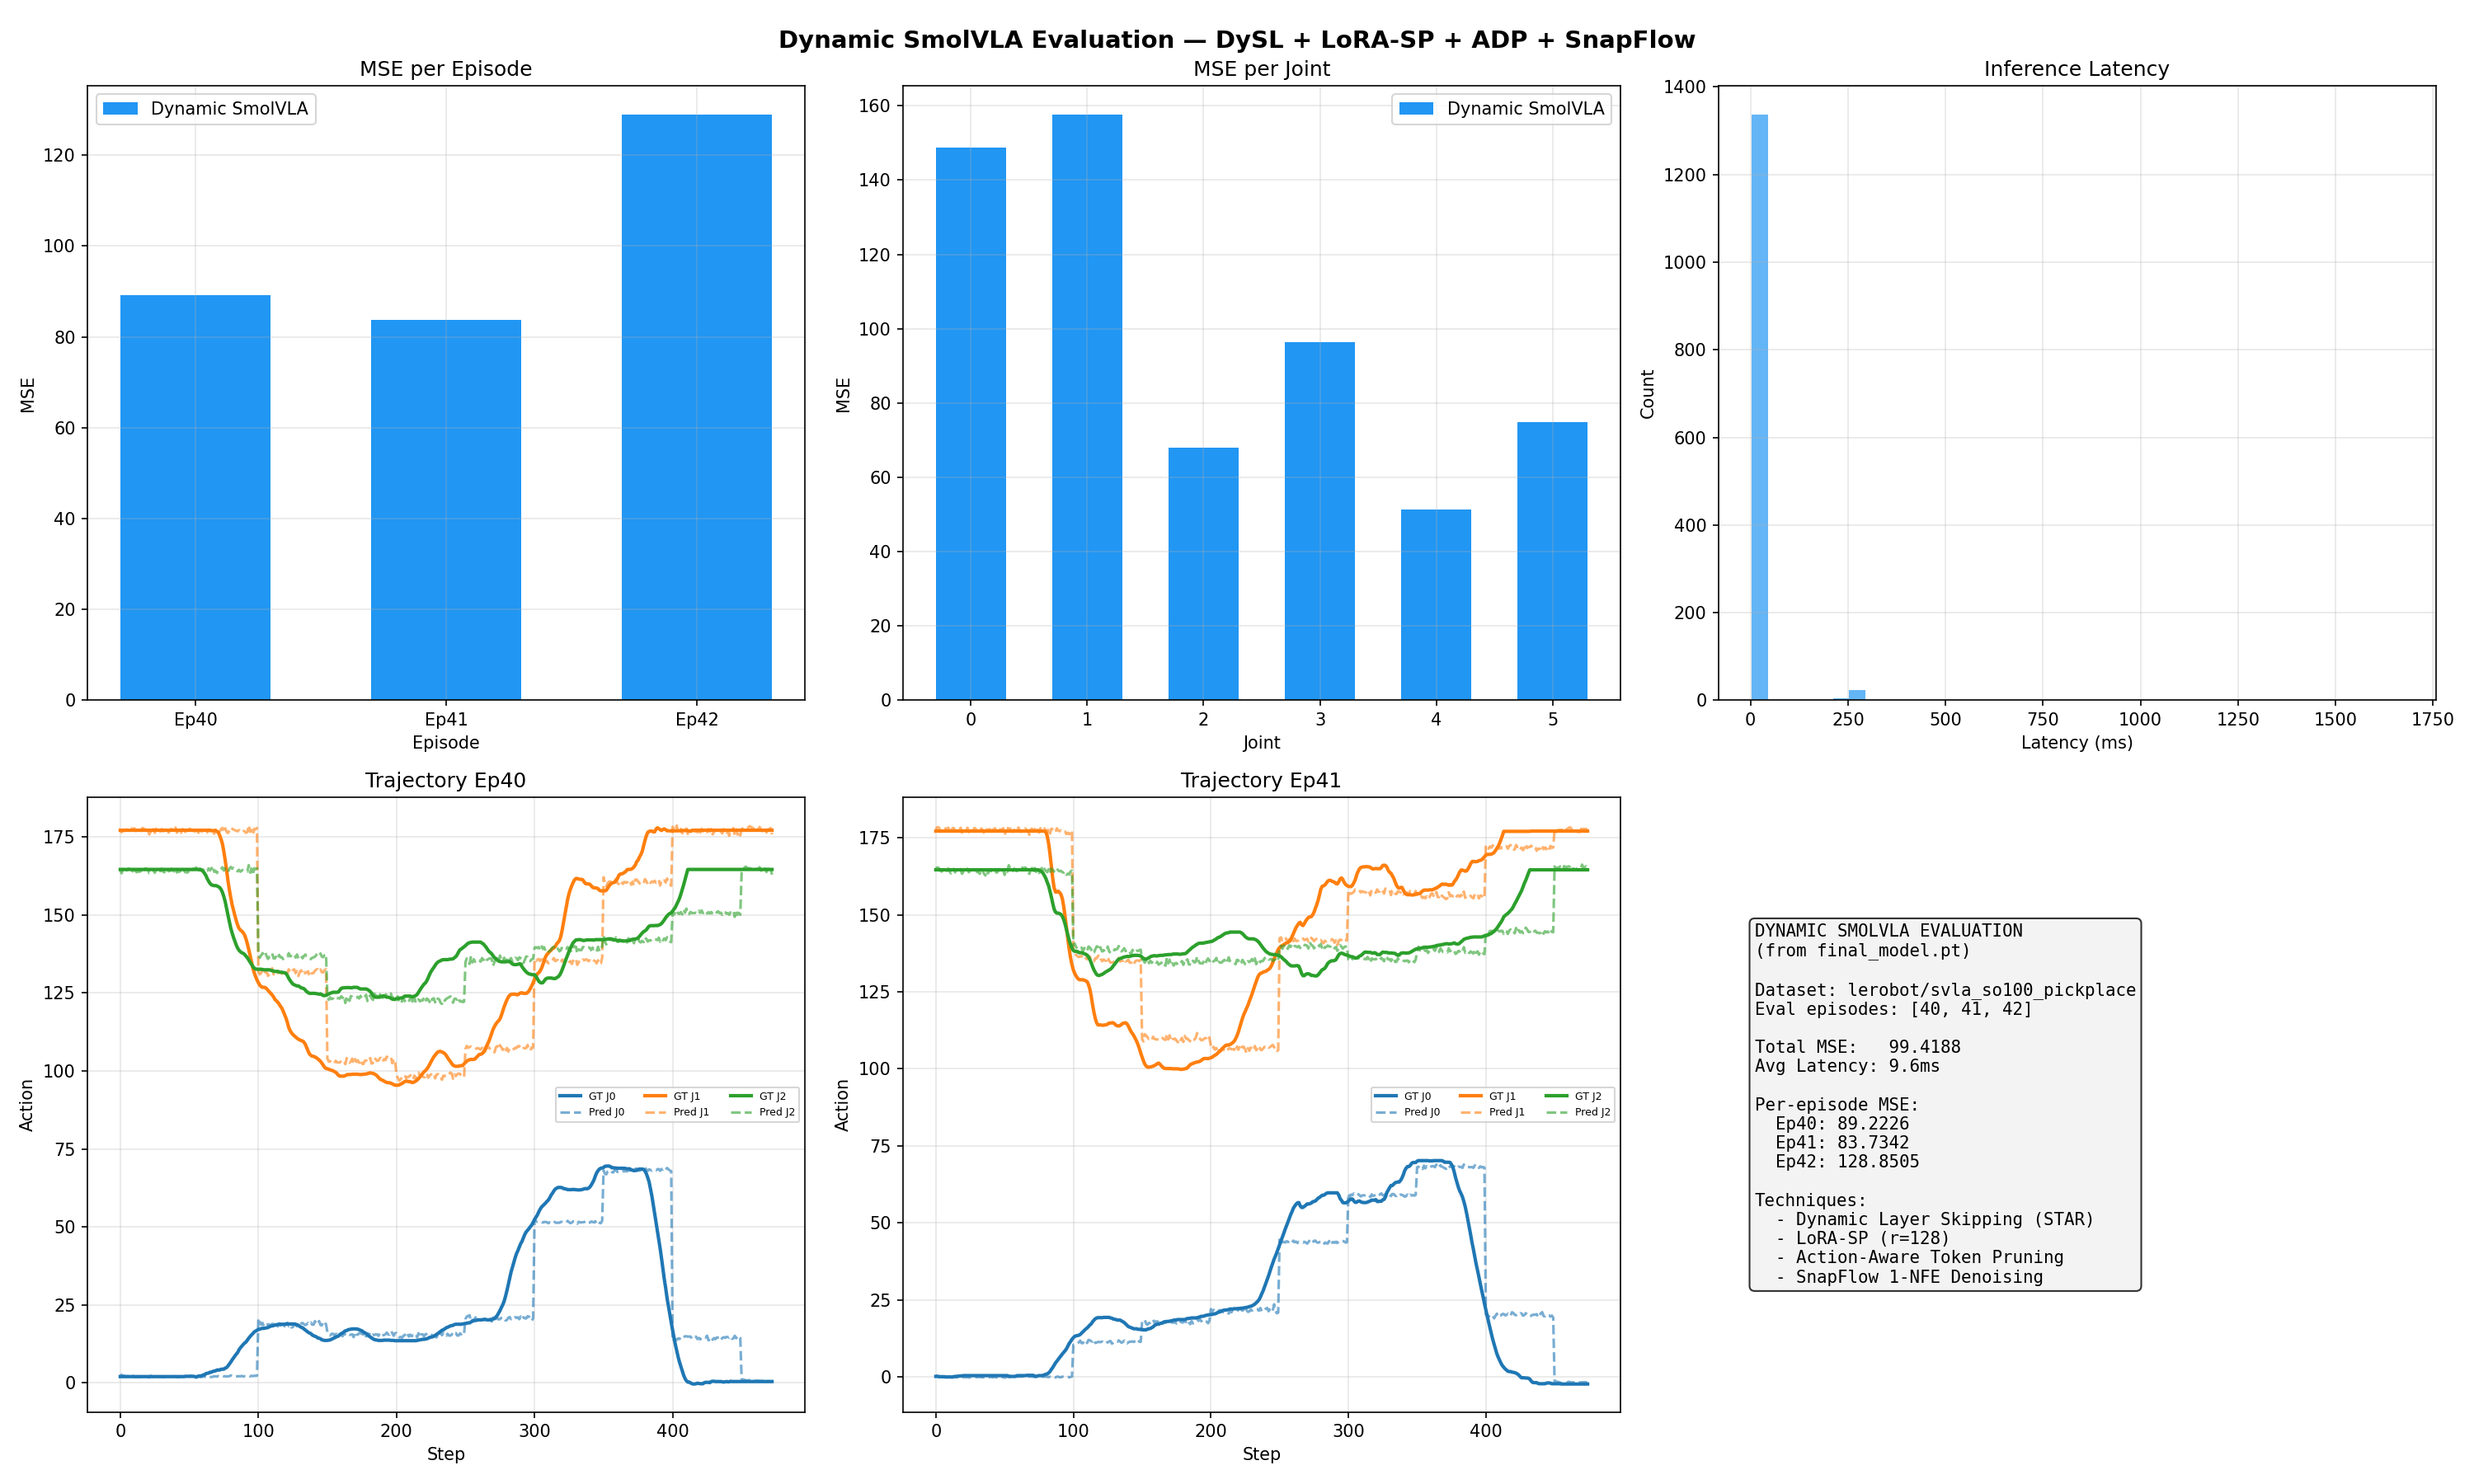 Dynamic SmolVLA Evaluation — DySL + LoRA-SP + ADP + SnapFlow
MSE per Episode
Dynamic SmolVLA
MSE
120
100
80
60
40
20
0
Ep40 Ep41 Ep42
Episode
MSE per Joint
Dynamic SmolVLA
MSE
160
140
120
100
80
60
40
20
0
0 1 2 3 4 5
Joint
Inference Latency
Count
1400
1200
1000
800
600
400
200
0
0 250 500 750 1000 1250 1500 1750
Latency (ms)
Trajectory Ep40
Action
175
150
125
100
75
50
25
0
GT J0 GT J1 GT J2
Pred J0 Pred J1 Pred J2
0 100 200 300 400
Step
Trajectory Ep41
Action
175
150
125
100
75
50
25
0
GT J0 GT J1 GT J2
Pred J0 Pred J1 Pred J2
0 100 200 300 400
Step
DYNAMIC SMOLVLA EVALUATION
(from final_model.pt)
Dataset: lerobot/svla_so100_pickplace
Eval episodes: [40, 41, 42]
Total MSE: 99.4188
Avg Latency: 9.6ms
Per-episode MSE:
Ep40: 89.2226
Ep41: 83.7342
Ep42: 128.8505
Techniques:
- Dynamic Layer Skipping (STAR)
- LoRA-SP (r=128)
- Action-Aware Token Pruning
- SnapFlow 1-NFE Denoising